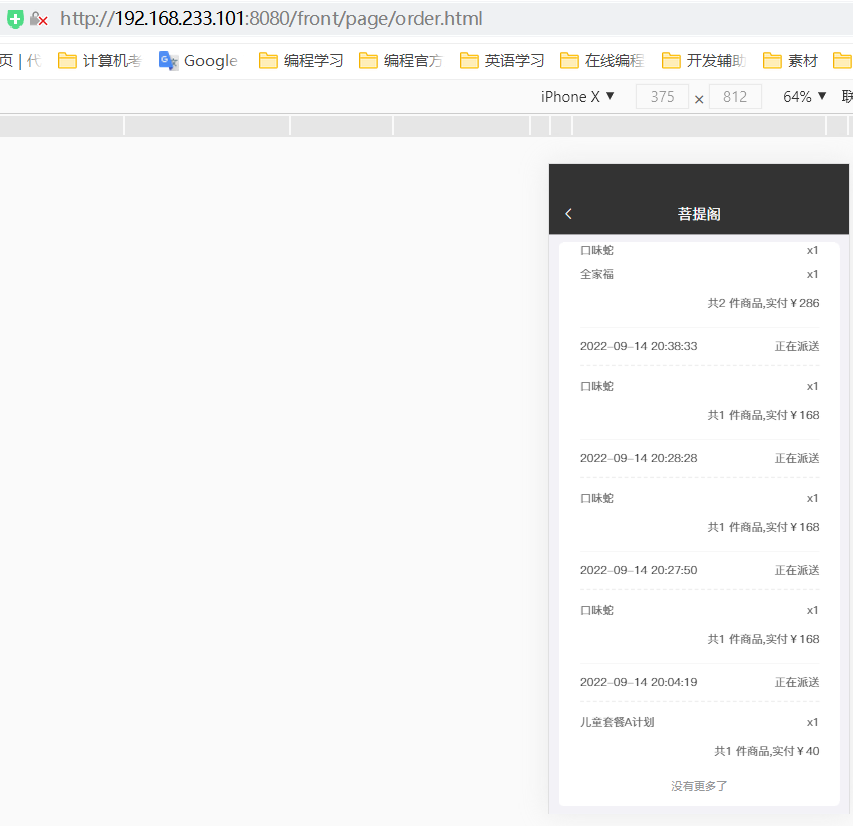 http://192.168.233.101:8080/front/page/order.html
页 | 代 计算机考 Google 编程学习 编程官方 英语学习 在线编程 开发辅助 素材
iPhone X ▼ 375 × 812 64% ▼ 联
菩提阁
口味蛇 x1
全家福 x1
共2 件商品,实付¥286
2022-09-14 20:38:33 正在派送
口味蛇 x1
共1 件商品,实付¥168
2022-09-14 20:28:28 正在派送
口味蛇 x1
共1 件商品,实付¥168
2022-09-14 20:27:50 正在派送
口味蛇 x1
共1 件商品,实付¥168
2022-09-14 20:04:19 正在派送
儿童套餐A计划 x1
共1 件商品,实付¥40
没有更多了